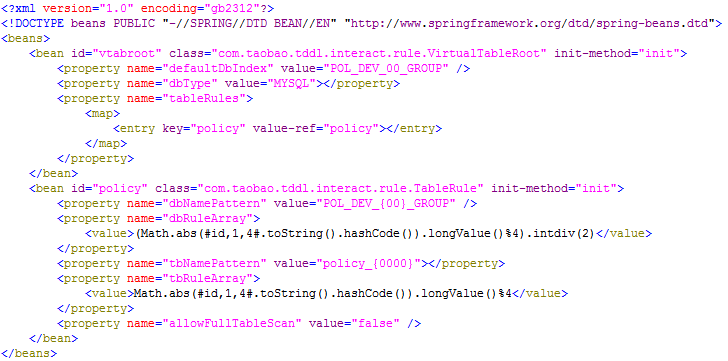 <?xml version="1.0" encoding="gb2312"?>
<!DOCTYPE beans PUBLIC "-//SPRING//DTD BEAN//EN" "http://www.springframework.org/dtd/spring-beans.dtd">
<beans>
    <bean id="vtabroot" class="com.taobao.tddl.interact.rule.VirtualTableRoot" init-method="init">
        <property name="defaultDbIndex" value="POL_DEV_00_GROUP" />
        <property name="dbType" value="MYSQL"></property>
        <property name="tableRules">
            <map>
                <entry key="policy" value-ref="policy"></entry>
            </map>
        </property>
    </bean>
    <bean id="policy" class="com.taobao.tddl.interact.rule.TableRule" init-method="init">
        <property name="dbNamePattern" value="POL_DEV_{00}_GROUP" />
        <property name="dbRuleArray">
            <value>(Math.abs(#id,1,4#.toString().hashCode()).longValue()%4).intdiv(2)</value>
        </property>
        <property name="tbNamePattern" value="policy_{0000}"></property>
        <property name="tbRuleArray">
            <value>Math.abs(#id,1,4#.toString().hashCode()).longValue()%4</value>
        </property>
        <property name="allowFullTableScan" value="false" />
    </bean>
</beans>